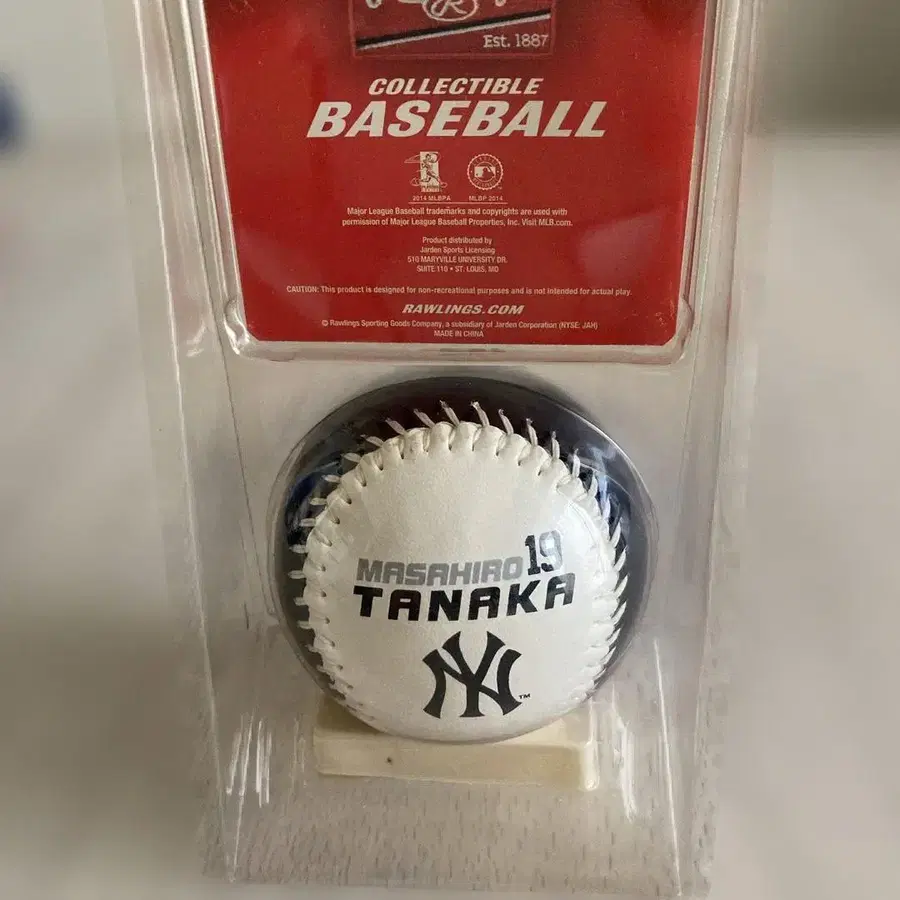 R
Est. 1887
COLLECTIBLE
BASEBALL
2014 MLBPA MLBP 2014
Major League Baseball trademarks and copyrights are used with
permission of Major League Baseball Properties, Inc. Visit MLB.com.
Product distributed by
Jarden Sports Licensing
510 MARYVILLE UNIVERSITY DR.
SUITE 110 • ST. LOUIS, MO
CAUTION: This product is designed for non-recreational purposes and is not intended for actual play.
RAWLINGS.COM
© Rawlings Sporting Goods Company, a subsidiary of Jarden Corporation (NYSE: JAH)
MADE IN CHINA
MASAHIRO 19
TANAKA
NY™